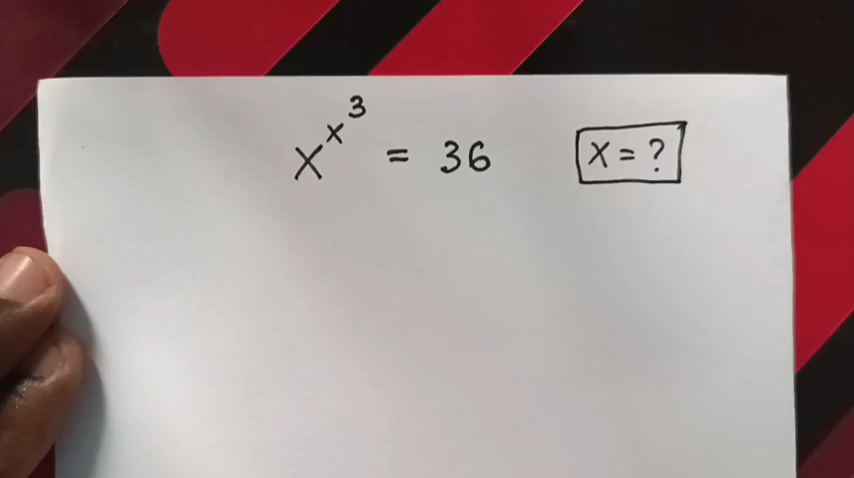 x^{x^3} = 36    x = ?